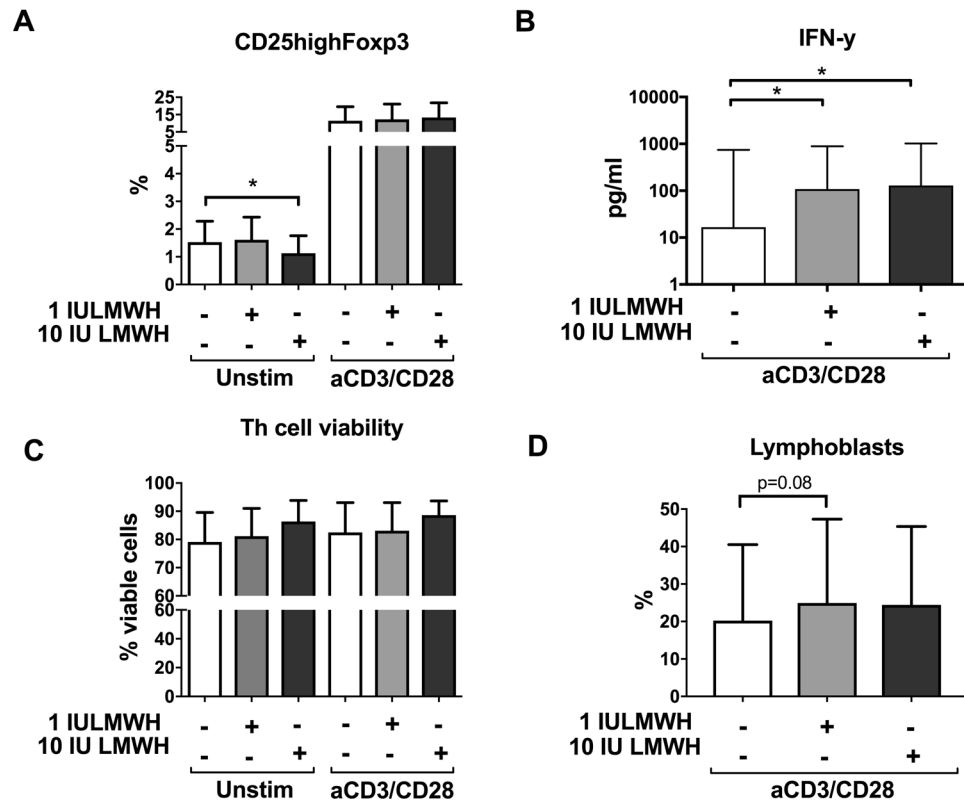 A
CD25highFoxp3
%
25
15
5
5
4
3
2
1
0
*
1 IULMWH - + - - + -
10 IU LMWH - - + - - +
Unstim aCD3/CD28
B
IFN-y
pg/ml
10000
1000
100
10
1
*
*
1 IULMWH - + -
10 IU LMWH - - +
aCD3/CD28
C
Th cell viability
% viable cells
100
90
80
70
60
60
40
20
0
1 IULMWH - + - - + -
10 IU LMWH - - + - - +
Unstim aCD3/CD28
D
Lymphoblasts
p=0.08
%
50
40
30
20
10
0
1 IULMWH - + -
10 IU LMWH - - +
aCD3/CD28